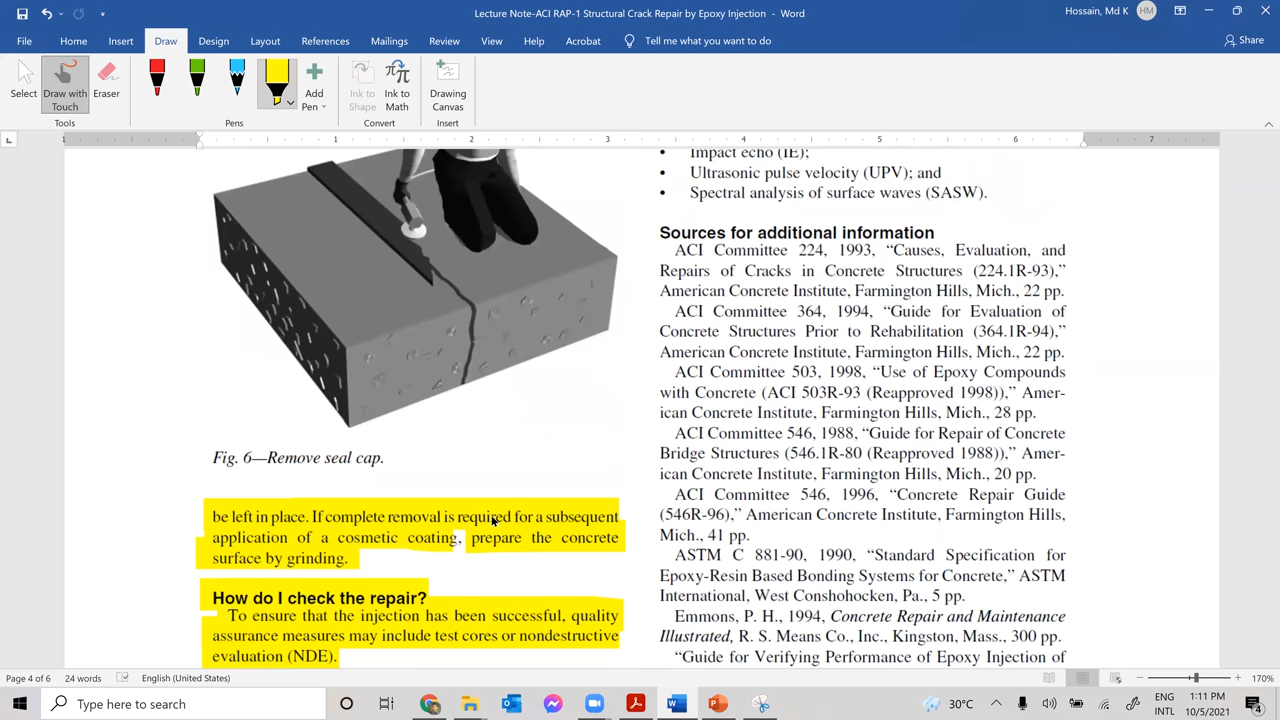 Lecture Note-ACI RAP-1 Structural Crack Repair by Epoxy Injection - Word
Hossain, Md K
HM
File Home Insert Draw Design Layout References Mailings Review View Help Acrobat Tell me what you want to do
Share
Select
Draw with Touch
Eraser
Add Pen
Ink to Shape
Ink to Math
Drawing Canvas
Tools
Pens
Convert
Insert
1 1 2 3 4 5 6 7
Fig. 6—Remove seal cap.
be left in place. If complete removal is required for a subsequent
application of a cosmetic coating, prepare the concrete
surface by grinding.
How do I check the repair?
To ensure that the injection has been successful, quality
assurance measures may include test cores or nondestructive
evaluation (NDE).
• Impact echo (IE);
• Ultrasonic pulse velocity (UPV); and
• Spectral analysis of surface waves (SASW).
Sources for additional information
ACI Committee 224, 1993, “Causes, Evaluation, and
Repairs of Cracks in Concrete Structures (224.1R-93),”
American Concrete Institute, Farmington Hills, Mich., 22 pp.
ACI Committee 364, 1994, “Guide for Evaluation of
Concrete Structures Prior to Rehabilitation (364.1R-94),”
American Concrete Institute, Farmington Hills, Mich., 22 pp.
ACI Committee 503, 1998, “Use of Epoxy Compounds
with Concrete (ACI 503R-93 (Reapproved 1998)),” Amer-
ican Concrete Institute, Farmington Hills, Mich., 28 pp.
ACI Committee 546, 1988, “Guide for Repair of Concrete
Bridge Structures (546.1R-80 (Reapproved 1988)),” Amer-
ican Concrete Institute, Farmington Hills, Mich., 20 pp.
ACI Committee 546, 1996, “Concrete Repair Guide
(546R-96),” American Concrete Institute, Farmington Hills,
Mich., 41 pp.
ASTM C 881-90, 1990, “Standard Specification for
Epoxy-Resin Based Bonding Systems for Concrete,” ASTM
International, West Conshohocken, Pa., 5 pp.
Emmons, P. H., 1994, Concrete Repair and Maintenance
Illustrated, R. S. Means Co., Inc., Kingston, Mass., 300 pp.
“Guide for Verifying Performance of Epoxy Injection of
Page 4 of 6 24 words English (United States)
170%
Type here to search
30°C
ENG
INTL
1:11 PM
10/5/2021
4